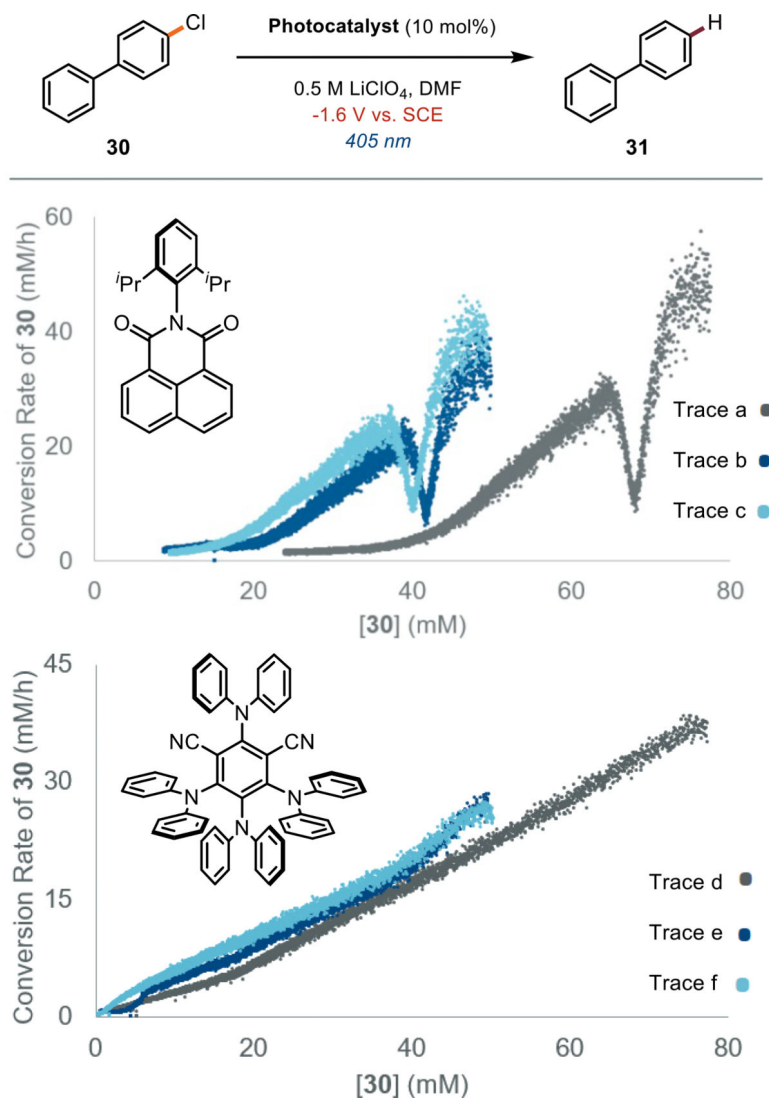 Cl
Photocatalyst (10 mol%)
H
0.5 M LiClO₄, DMF
-1.6 V vs. SCE
405 nm
30
31
Conversion Rate of 30 (mM/h)
60
40
20
0
ⁱPr
ⁱPr
O
N
O
Trace a
Trace b
Trace c
0
20
40
60
80
[30] (mM)
Conversion Rate of 30 (mM/h)
45
30
15
0
N
NC
CN
N
N
N
Trace d
Trace e
Trace f
0
20
40
60
80
[30] (mM)